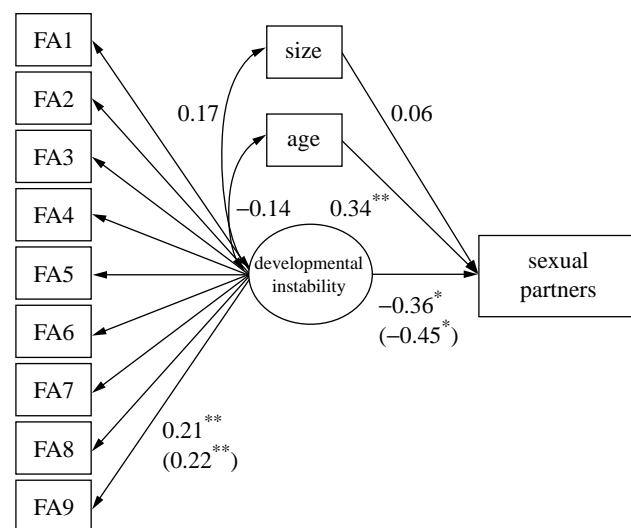 FA1
FA2
FA3
FA4
FA5
FA6
FA7
FA8
FA9
size
age
0.17
0.06
−0.14
0.34**
developmental
instability
sexual
partners
−0.36*
(−0.45*)
0.21**
(0.22**)